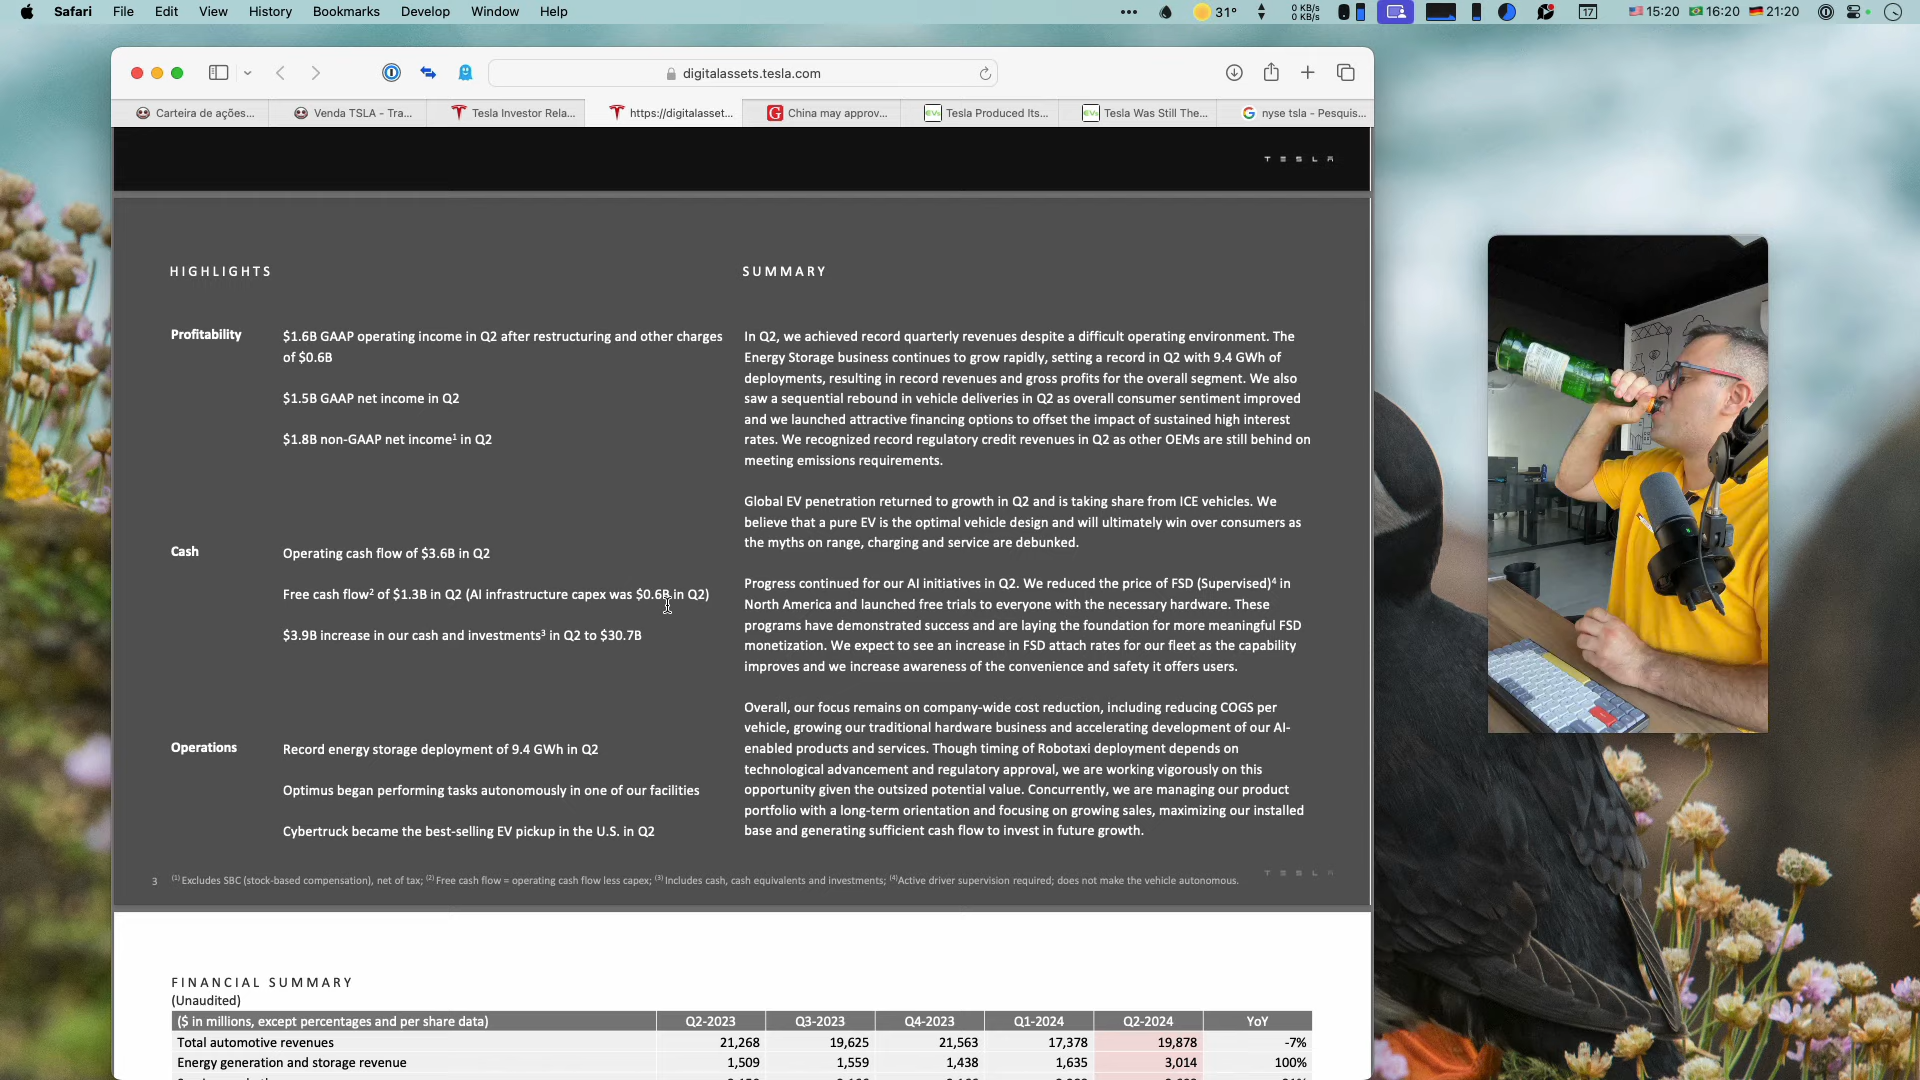 Safari File Edit View History Bookmarks Develop Window Help
••• 31° 0 KB/s 0 KB/s 17 15:20 16:20 21:20
digitalassets.tesla.com
Carteira de ações... Venda TSLA - Tra... Tesla Investor Rela... https://digitalasset... China may approv... Tesla Produced Its... Tesla Was Still The... nyse tsla - Pesquis...
TESLA
HIGHLIGHTS
Profitability
$1.6B GAAP operating income in Q2 after restructuring and other charges
of $0.6B
$1.5B GAAP net income in Q2
$1.8B non-GAAP net income¹ in Q2
Cash
Operating cash flow of $3.6B in Q2
Free cash flow² of $1.3B in Q2 (AI infrastructure capex was $0.6B in Q2)
$3.9B increase in our cash and investments³ in Q2 to $30.7B
Operations
Record energy storage deployment of 9.4 GWh in Q2
Optimus began performing tasks autonomously in one of our facilities
Cybertruck became the best-selling EV pickup in the U.S. in Q2
SUMMARY
In Q2, we achieved record quarterly revenues despite a difficult operating environment. The
Energy Storage business continues to grow rapidly, setting a record in Q2 with 9.4 GWh of
deployments, resulting in record revenues and gross profits for the overall segment. We also
saw a sequential rebound in vehicle deliveries in Q2 as overall consumer sentiment improved
and we launched attractive financing options to offset the impact of sustained high interest
rates. We recognized record regulatory credit revenues in Q2 as other OEMs are still behind on
meeting emissions requirements.
Global EV penetration returned to growth in Q2 and is taking share from ICE vehicles. We
believe that a pure EV is the optimal vehicle design and will ultimately win over consumers as
the myths on range, charging and service are debunked.
Progress continued for our AI initiatives in Q2. We reduced the price of FSD (Supervised)⁴ in
North America and launched free trials to everyone with the necessary hardware. These
programs have demonstrated success and are laying the foundation for more meaningful FSD
monetization. We expect to see an increase in FSD attach rates for our fleet as the capability
improves and we increase awareness of the convenience and safety it offers users.
Overall, our focus remains on company-wide cost reduction, including reducing COGS per
vehicle, growing our traditional hardware business and accelerating development of our AI-
enabled products and services. Though timing of Robotaxi deployment depends on
technological advancement and regulatory approval, we are working vigorously on this
opportunity given the outsized potential value. Concurrently, we are managing our product
portfolio with a long-term orientation and focusing on growing sales, maximizing our installed
base and generating sufficient cash flow to invest in future growth.
3 (1) Excludes SBC (stock-based compensation), net of tax; (2) Free cash flow = operating cash flow less capex; (3) Includes cash, cash equivalents and investments; (4) Active driver supervision required; does not make the vehicle autonomous.
TESLA
FINANCIAL SUMMARY
(Unaudited)
($ in millions, except percentages and per share data) Q2-2023 Q3-2023 Q4-2023 Q1-2024 Q2-2024 YoY
Total automotive revenues 21,268 19,625 21,563 17,378 19,878 -7%
Energy generation and storage revenue 1,509 1,559 1,438 1,635 3,014 100%